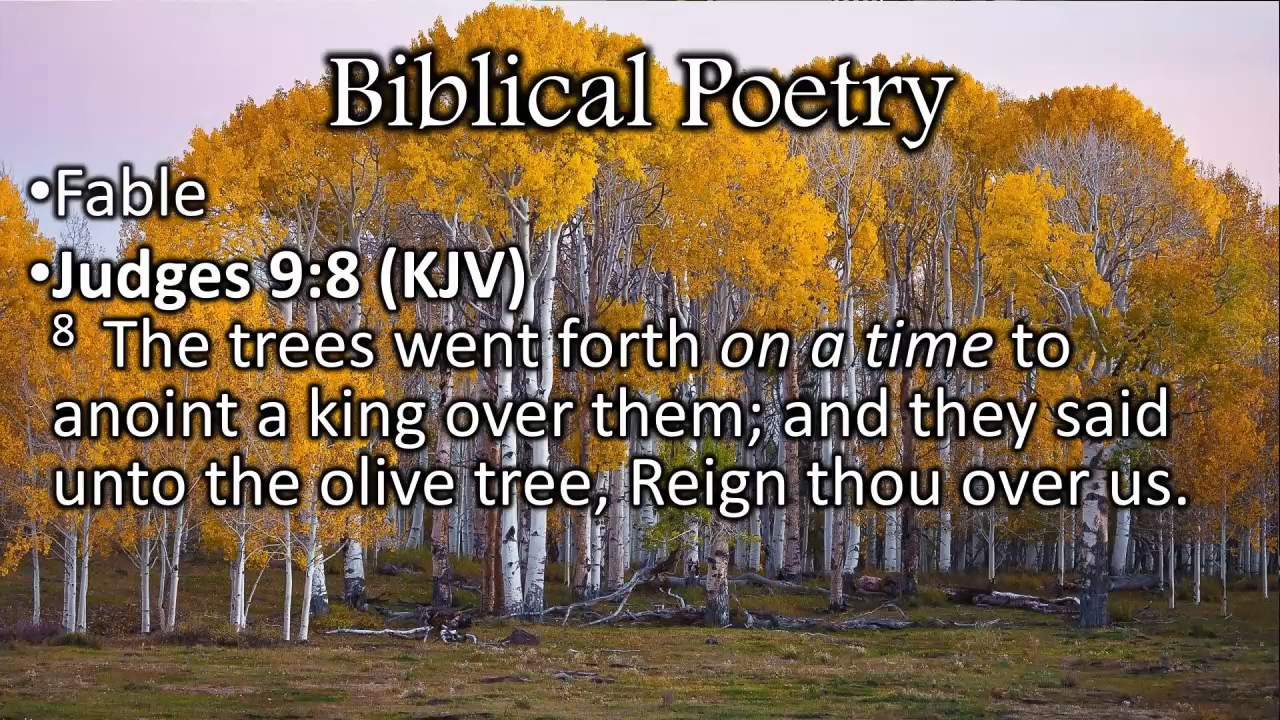 Biblical Poetry
•Fable
•Judges 9:8 (KJV)
8 The trees went forth on a time to
anoint a king over them; and they said
unto the olive tree, Reign thou over us.